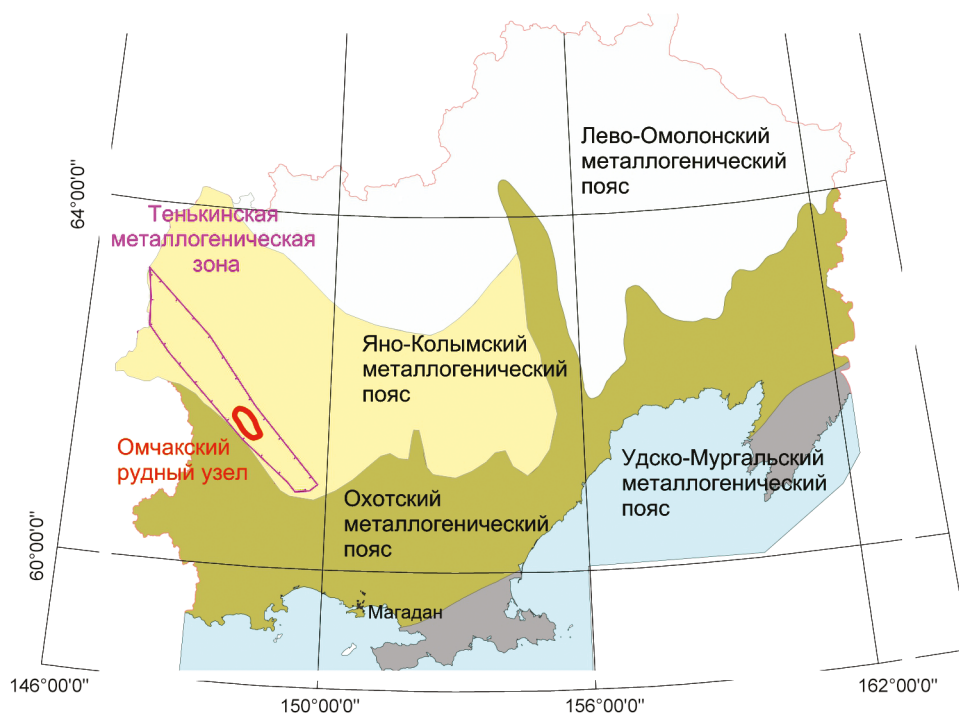 Лево-Омолонский
металлогенический
пояс
64°00'0"
Тенькинская
металлогеническая
зона
Яно-Колымский
металлогенический
пояс
Омчакский
рудный узел
Удско-Мургальский
металлогенический
пояс
Охотский
металлогенический
пояс
60°00'0"
Магадан
146°00'0"
150°00'0"
156°00'0"
162°00'0"